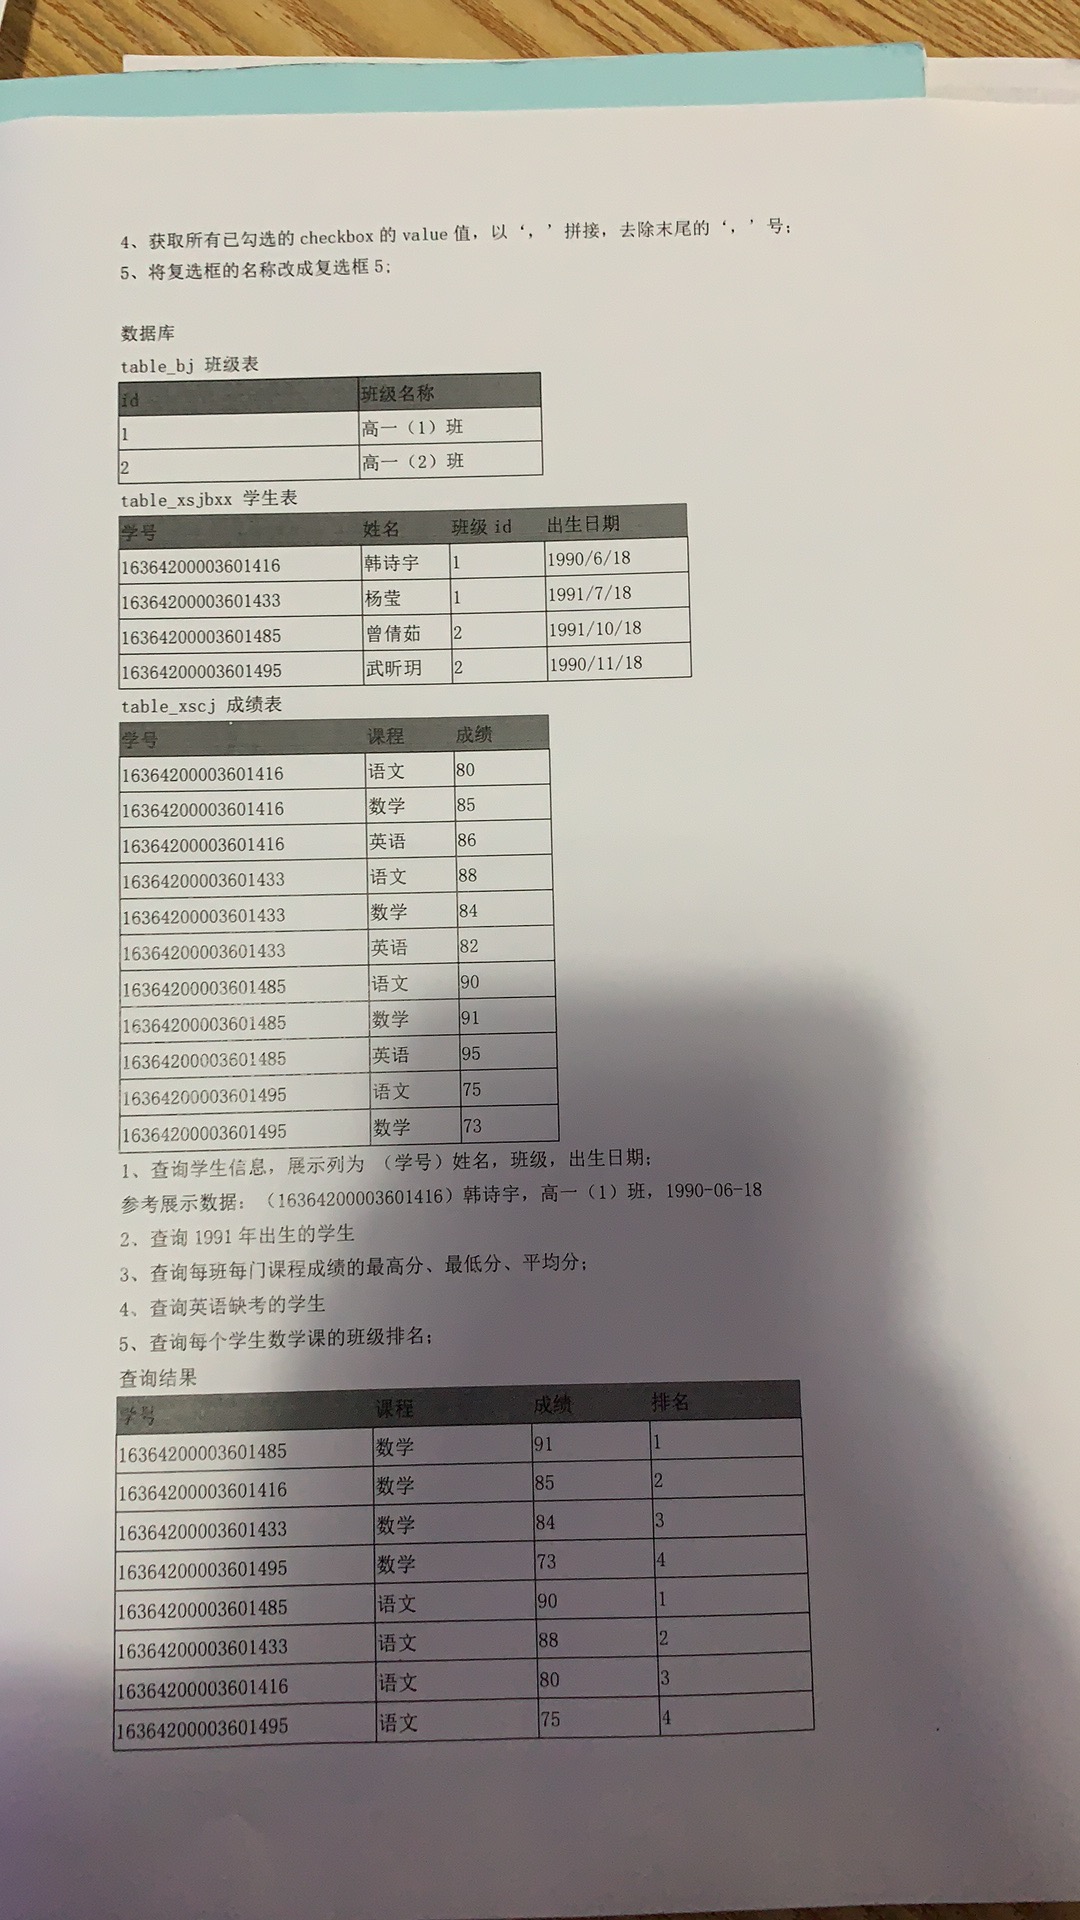 4、获取所有已勾选的 checkbox 的 value 值，以‘，’拼接，去除末尾的‘，’号；
5、将复选框的名称改成复选框 5；
数据库
table_bj 班级表
id 班级名称
1 高一（1）班
2 高一（2）班
table_xsjbxx 学生表
学号 姓名 班级 id 出生日期
16364200003601416 韩诗宇 1 1990/6/18
16364200003601433 杨莹 1 1991/7/18
16364200003601485 曾倩茹 2 1991/10/18
16364200003601495 武昕玥 2 1990/11/18
table_xscj 成绩表
学号 课程 成绩
16364200003601416 语文 80
16364200003601416 数学 85
16364200003601416 英语 86
16364200003601433 语文 88
16364200003601433 数学 84
16364200003601433 英语 82
16364200003601485 语文 90
16364200003601485 数学 91
16364200003601485 英语 95
16364200003601495 语文 75
16364200003601495 数学 73
1、查询学生信息，展示列为 （学号）姓名，班级，出生日期；
参考展示数据：（16364200003601416）韩诗宇，高一（1）班，1990-06-18
2、查询 1991 年出生的学生
3、查询每班每门课程成绩的最高分、最低分、平均分；
4、查询英语缺考的学生
5、查询每个学生数学课的班级排名；
查询结果
学号 课程 成绩 排名
16364200003601485 数学 91 1
16364200003601416 数学 85 2
16364200003601433 数学 84 3
16364200003601495 数学 73 4
16364200003601485 语文 90 1
16364200003601433 语文 88 2
16364200003601416 语文 80 3
16364200003601495 语文 75 4